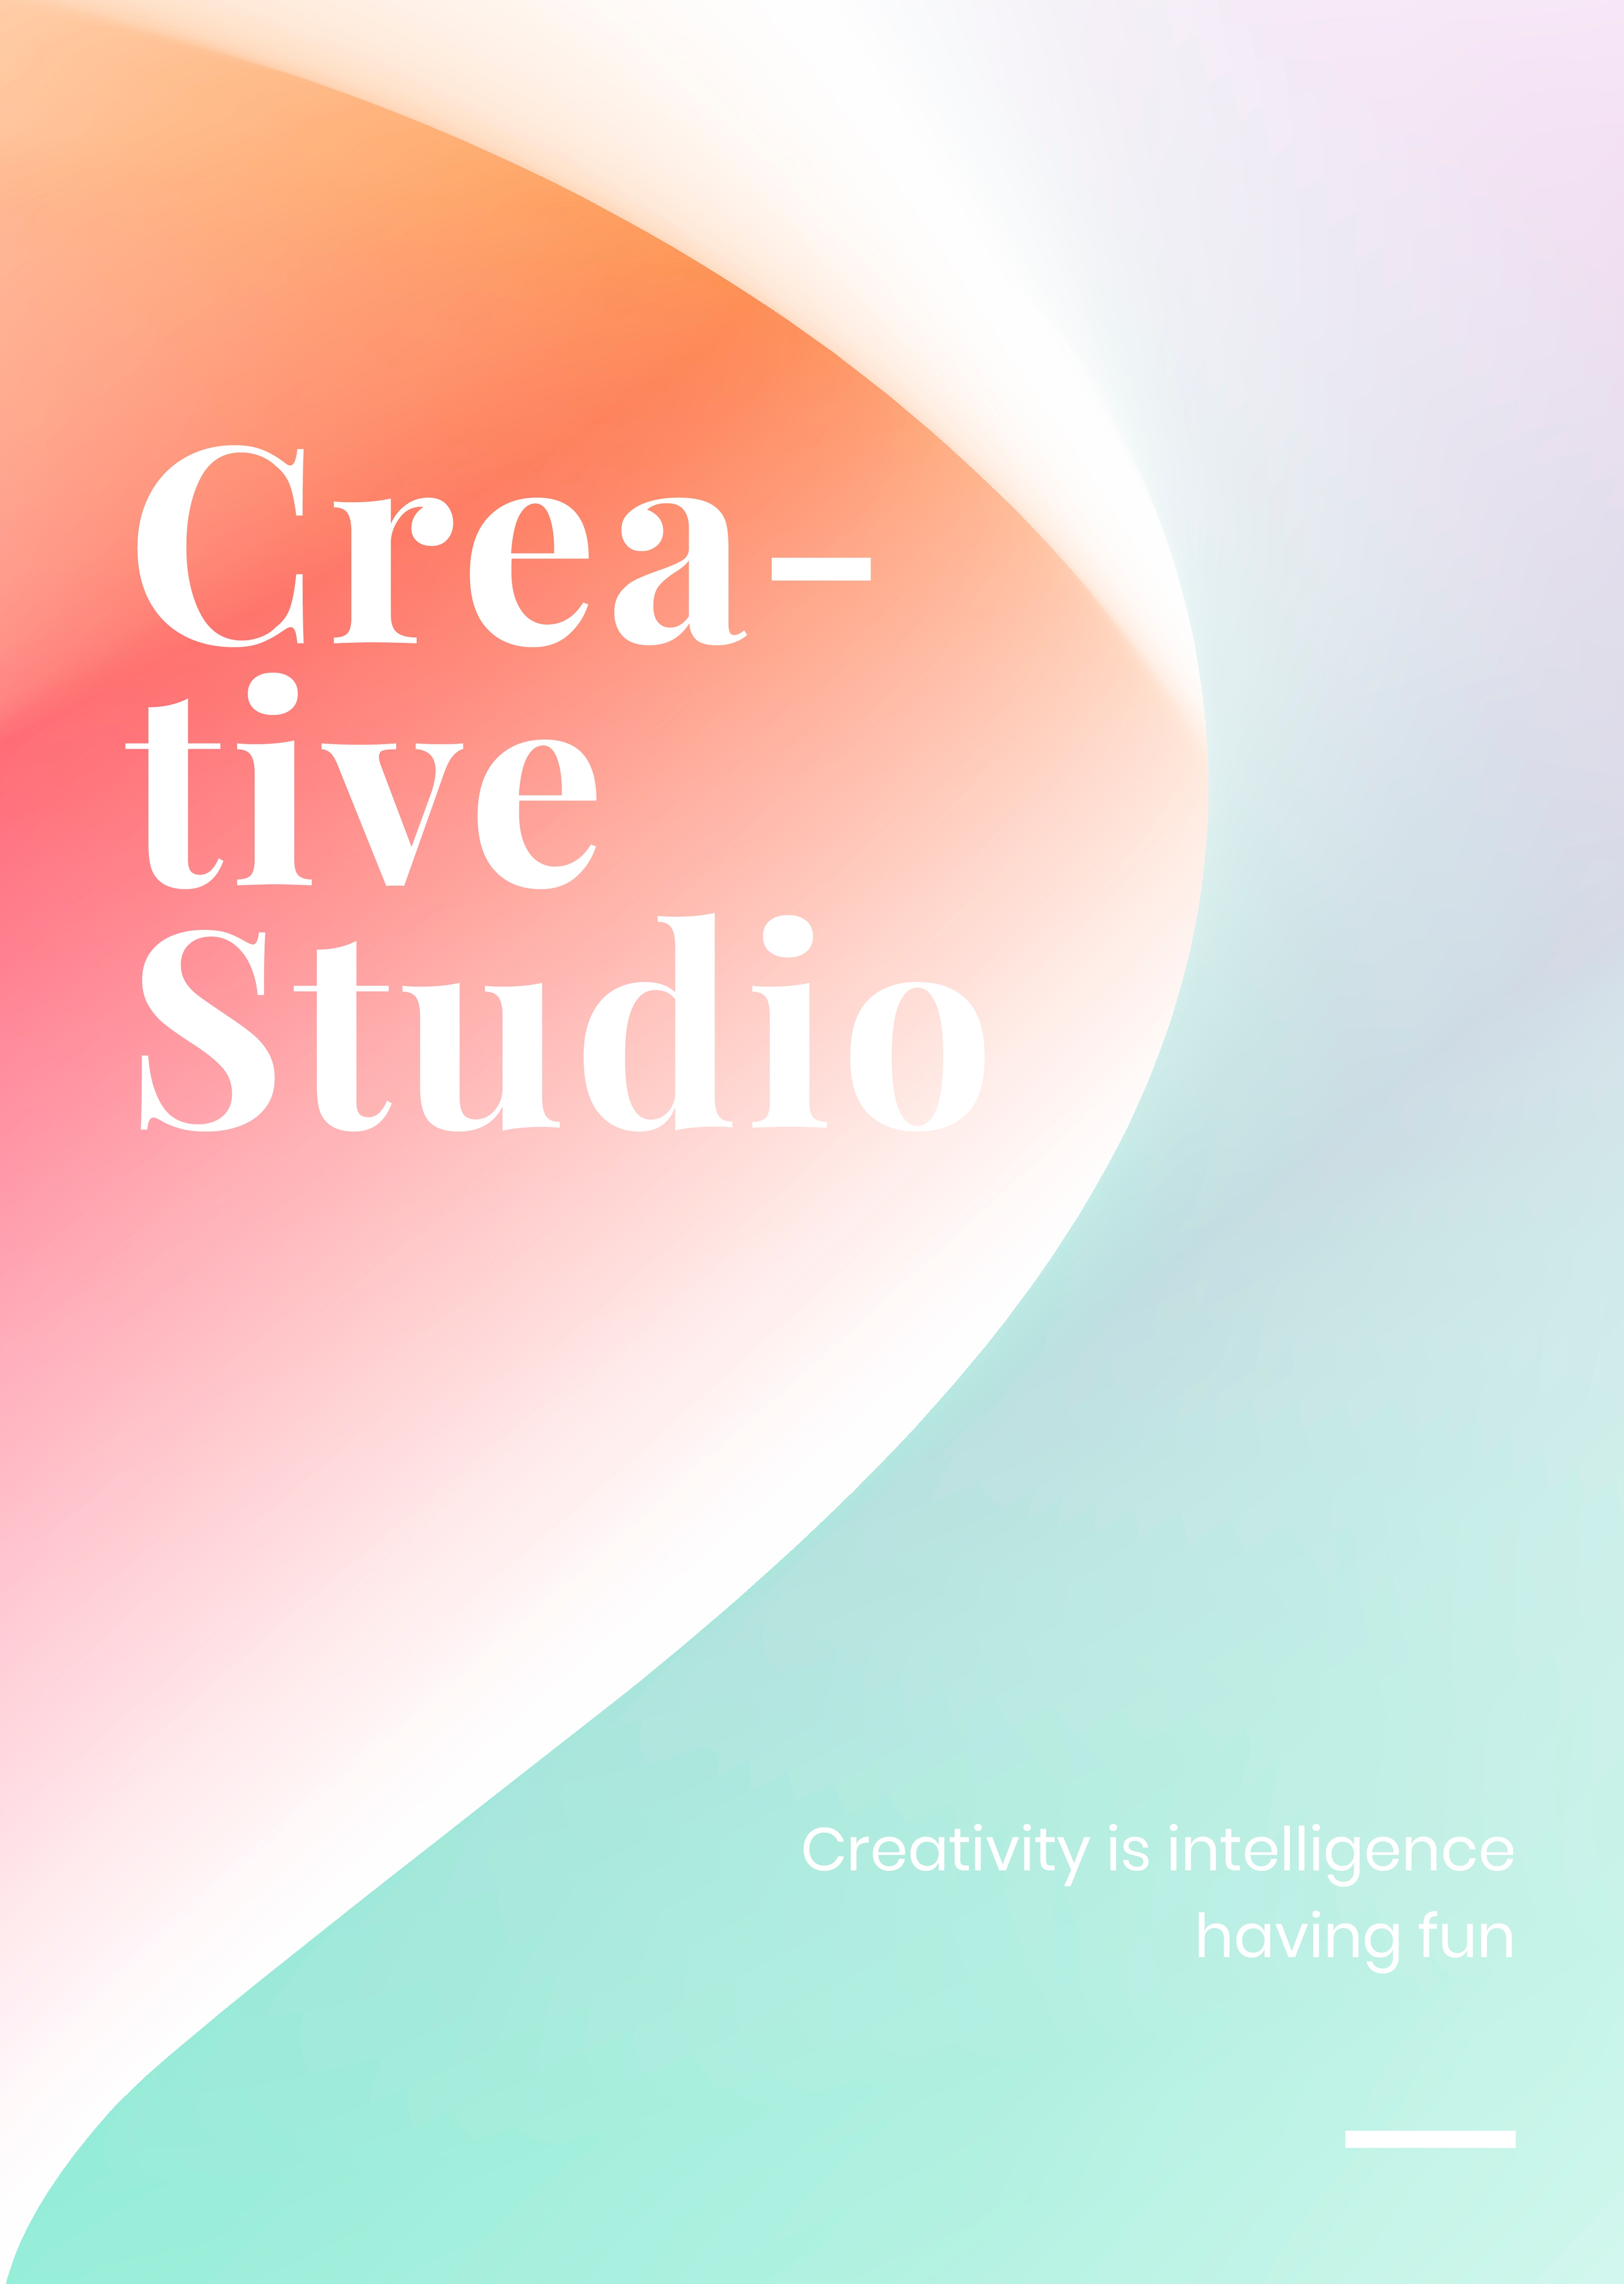 Crea-
tive
Studio
Creativity is intelligence
having fun